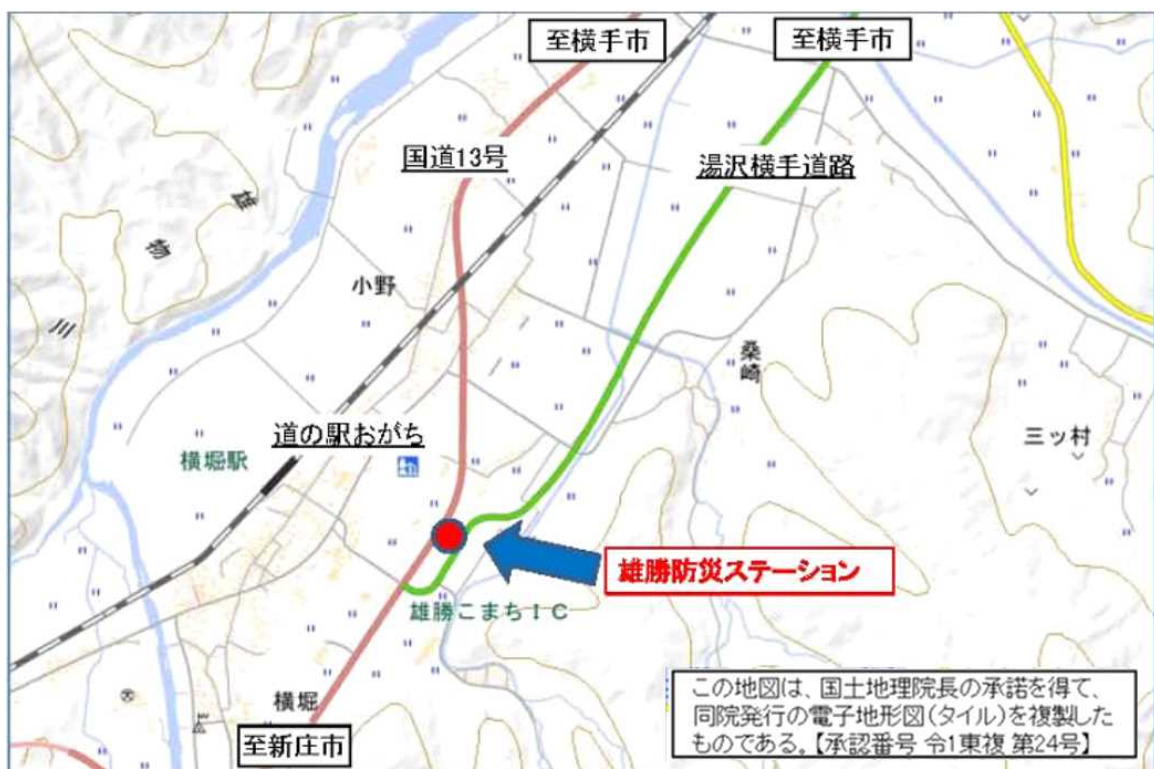 至横手市
至横手市
国道13号
湯沢横手道路
雄物川
小野
桑崎
道の駅おがち
横堀駅
三ッ村
雄勝防災ステーション
雄勝こまちIC
横堀
至新庄市
この地図は、国土地理院長の承諾を得て、
同院発行の電子地形図(タイル)を複製した
ものである。【承認番号 令1東複 第24号】